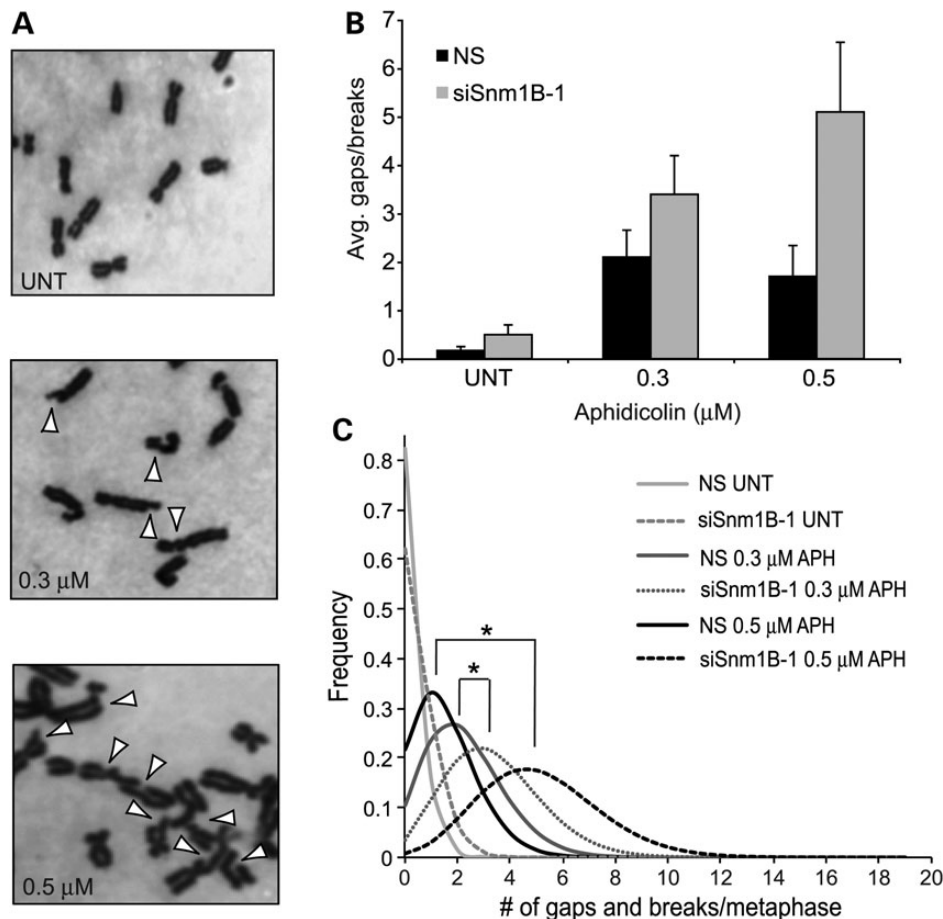 A
UNT
0.3 µM
0.5 µM
B
7
6
5
4
3
2
1
0
Avg. gaps/breaks
NS
siSnm1B-1
UNT 0.3 0.5
Aphidicolin (µM)
C
0.8
0.7
0.6
0.5
0.4
0.3
0.2
0.1
0
Frequency
NS UNT
siSnm1B-1 UNT
NS 0.3 µM APH
siSnm1B-1 0.3 µM APH
NS 0.5 µM APH
siSnm1B-1 0.5 µM APH
*
*
0 2 4 6 8 10 12 14 16 18 20
# of gaps and breaks/metaphase